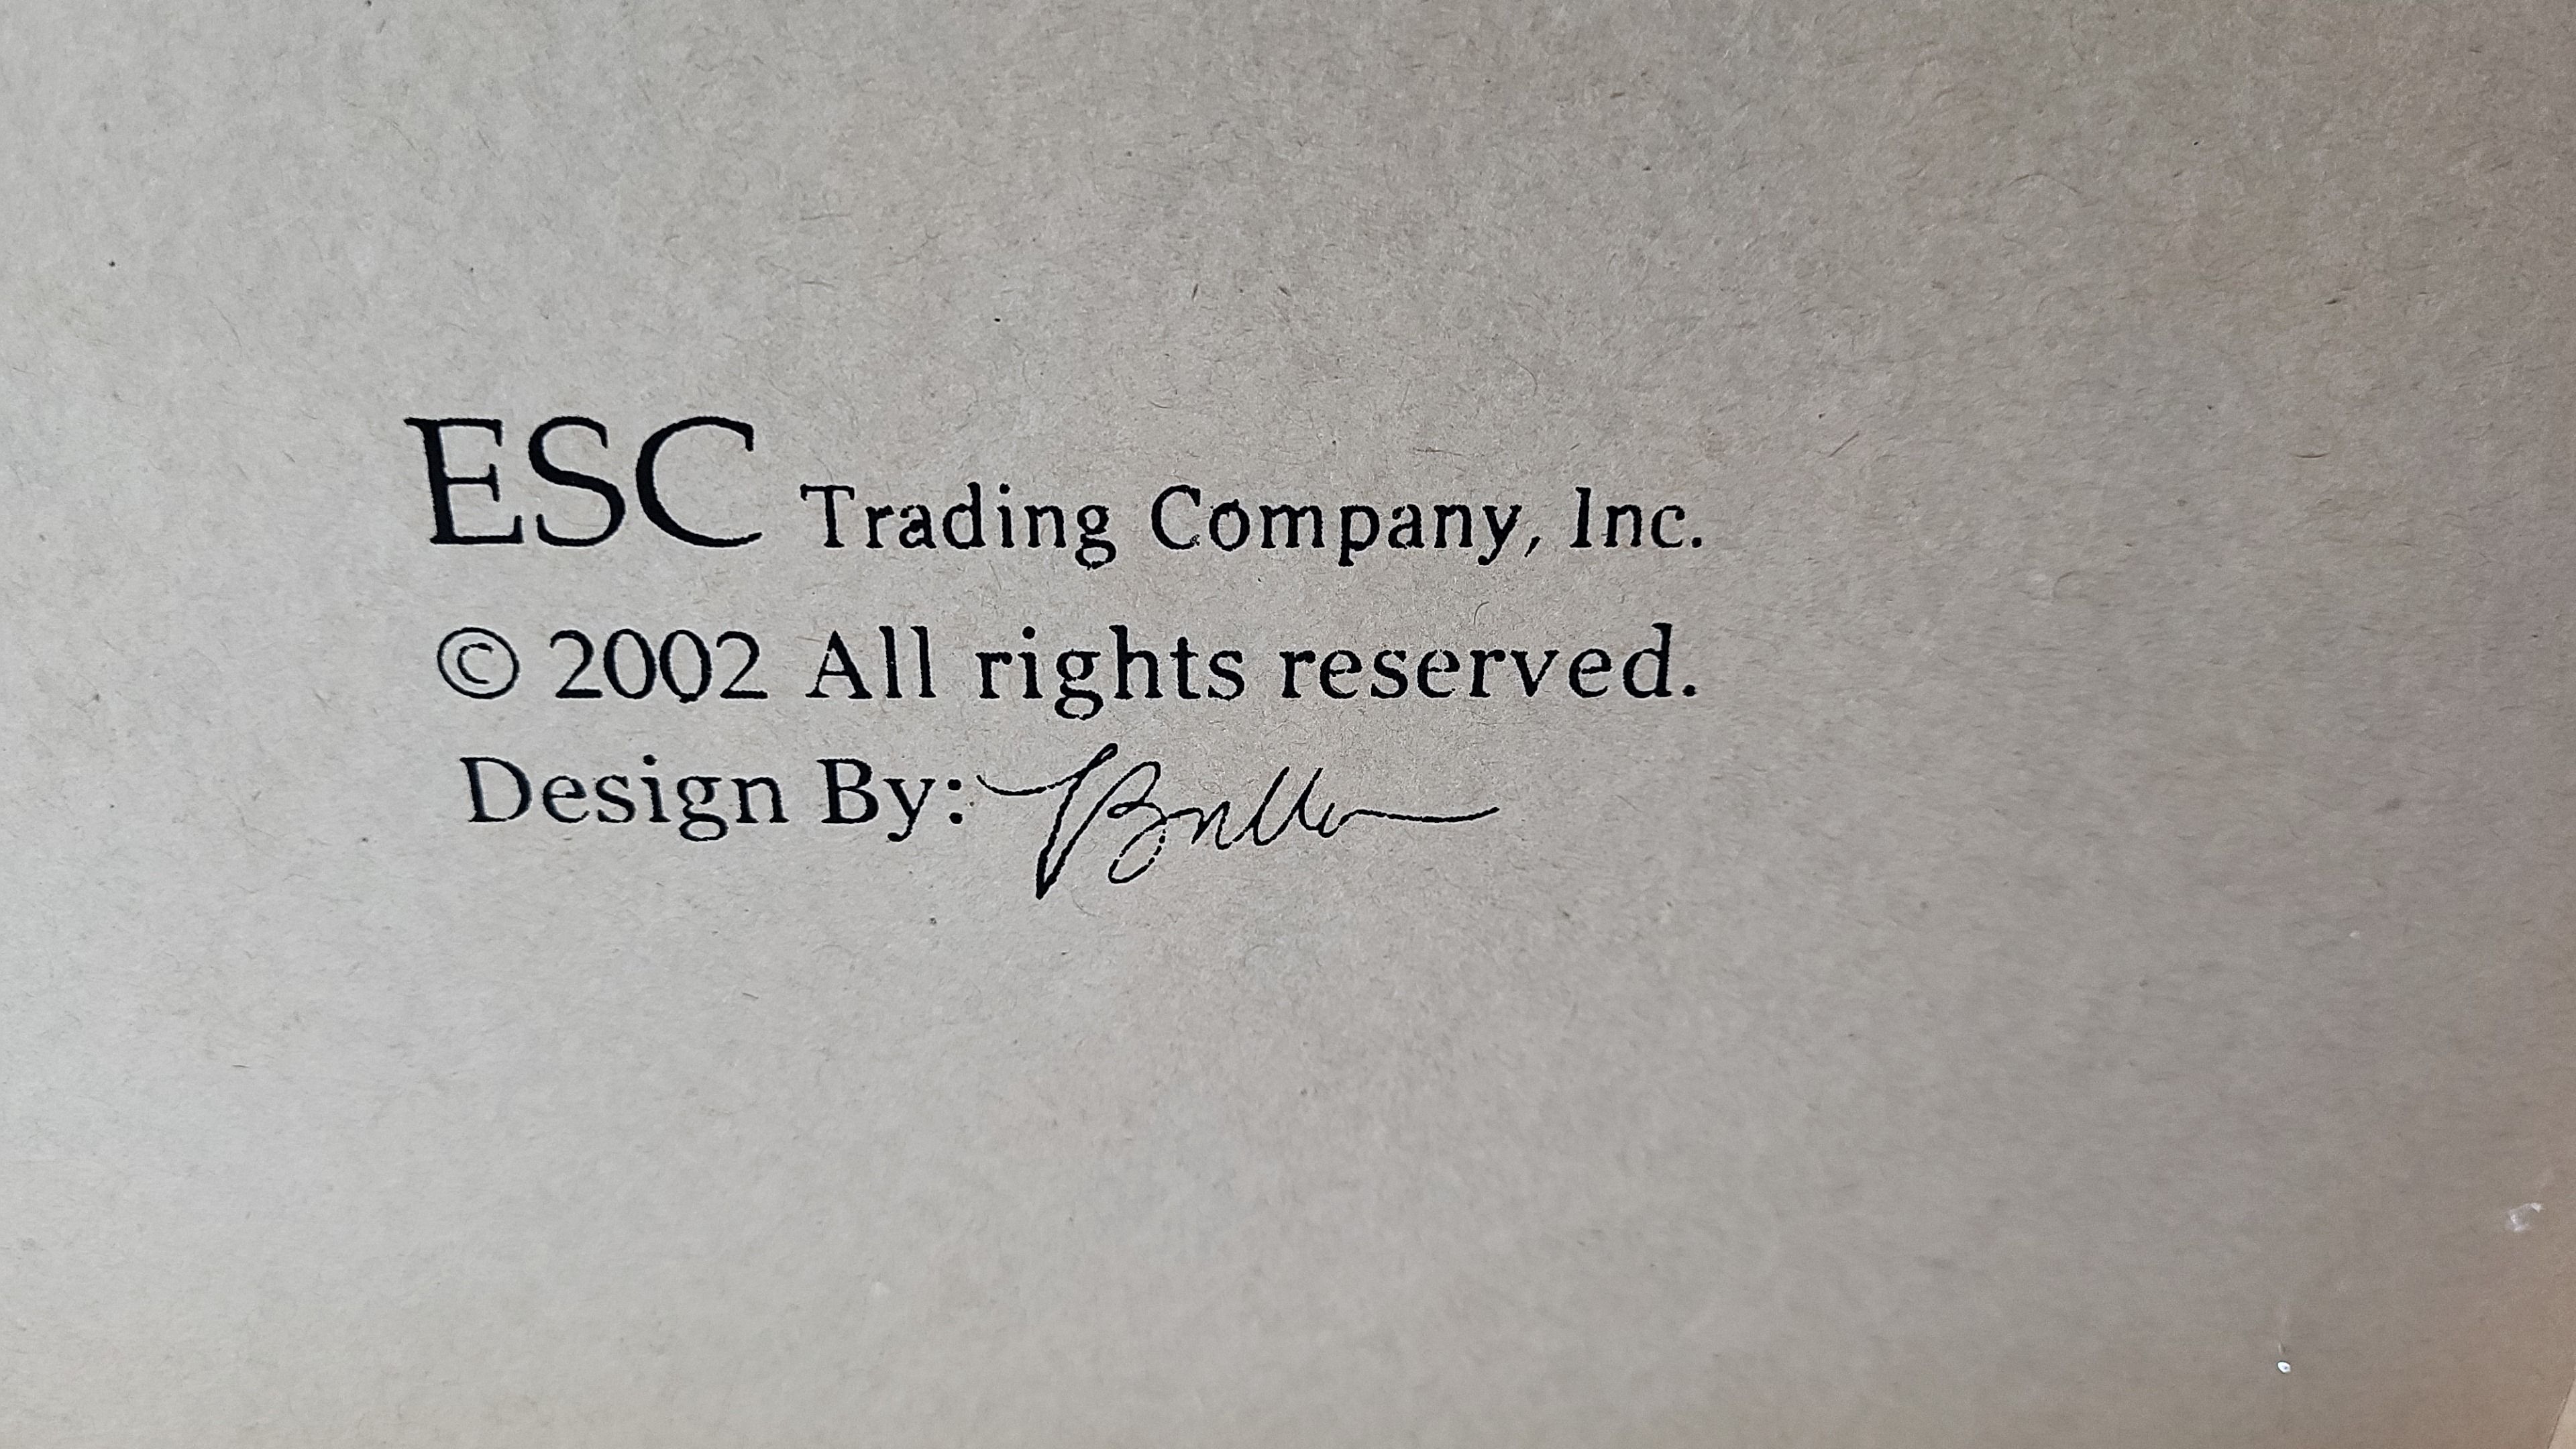 ESC Trading Company, Inc.
© 2002 All rights reserved.
Design By: